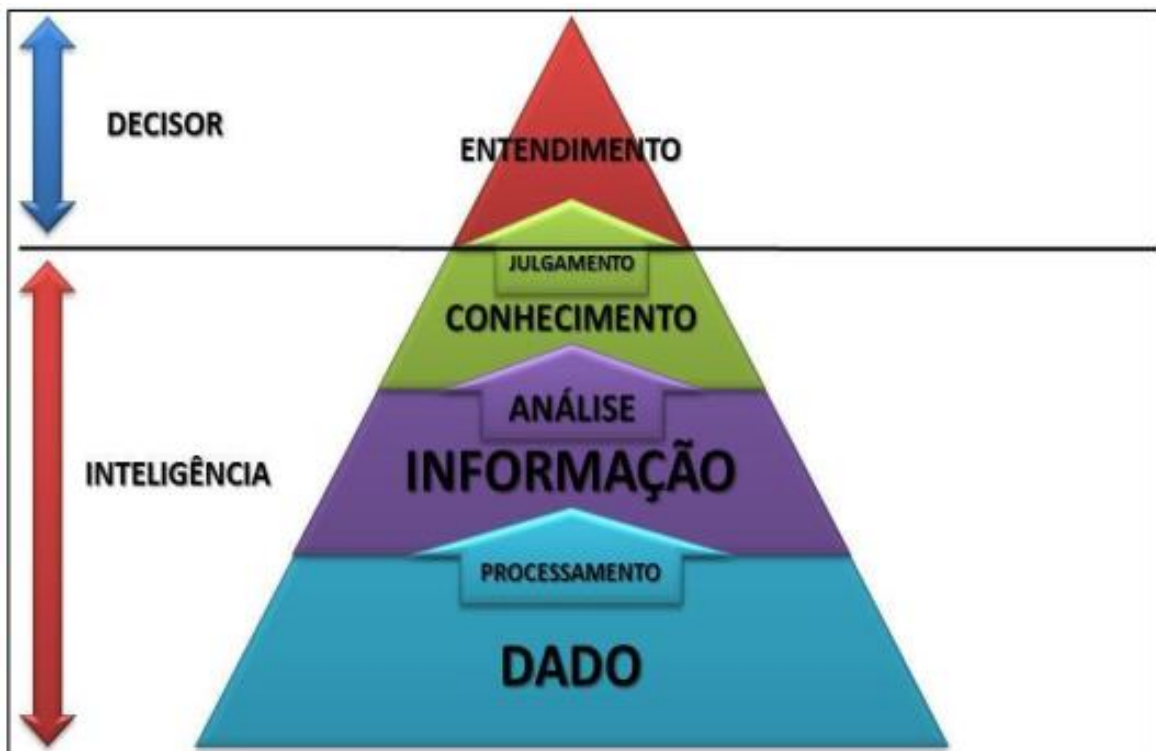 DECISOR
ENTENDIMENTO
JULGAMENTO
CONHECIMENTO
ANÁLISE
INTELIGÊNCIA
INFORMAÇÃO
PROCESSAMENTO
DADO